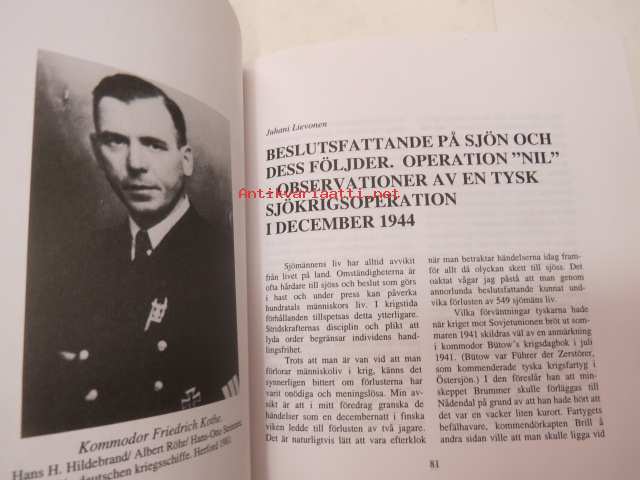 Kommodor Friedrich Kothe.
Hans H. Hildebrand/ Albert Röhr/ Hans-Otto
deutschen kriegsschiffe. Herford
Juhani Lievonen
BESLUTSFATTANDE PÅ SJÖN OCH
DESS FÖLJDER. OPERATION ”NIL”
- OBSERVATIONER AV EN TYSK
SJÖKRIGSOPERATION
I DECEMBER 1944
Antikvariaatti.net
Sjömännens liv har alltid avvikit
från livet på land. Omständigheterna är
ofta hårdare till sjöss och beslut som görs
i hast och under press kan påverka
hundratals människors liv. I krigstida
förhållanden tillspetsas detta ytterligare.
Stridskrafternas disciplin och plikt att
lyda order begränsar individens hand-
lingsfrihet.
Trots att man är van vid att man
förlorar människoliv i krig, känns det
synnerligen bittert om förlusterna har
varit onödiga och meningslösa. Min av-
sikt är att i mitt föredrag granska de
händelser som en decembernatt i finska
viken ledde till förlusten av två jagare.
Det är naturligtvis lätt att vara efterklok
när man betraktar händelserna idag fram-
för allt då olyckan skett till sjöss. Det
oaktat vågar jag påstå att man genom
annorlunda beslutsfattande kunnat und-
vika förlusten av 549 sjömäns liv.
Vilka förväntningar tyskarna hade
när kriget mot Sovjetunionen bröt ut som-
maren 1941 skildras väl av en anmärkning
i kommodor Bütow's krigsdagbok i juli
1941. (Bütow var Führer der Zerstörer,
som kommenderade tyska krigsfartyg i
Östersjön.) I den föreslår han att min-
skeppet Brummer skulle förläggas till
Nådendal på grund av att han hade hört att
det var en vacker liten kurort. Fartygets
befälhavare, kommendörkapten Brill å
andra sidan ville att man skulle ligga vid
81